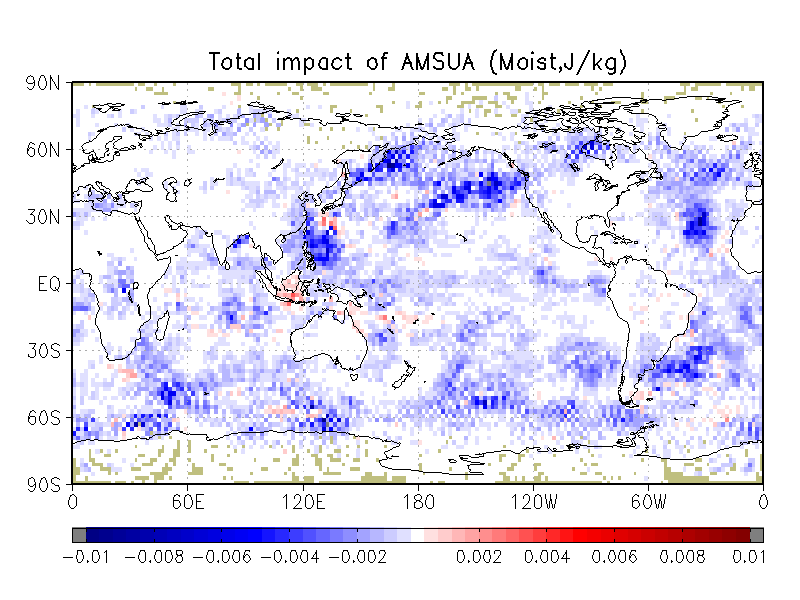 Total impact of AMSUA (Moist,J/kg)
90N
60N
30N
EQ
30S
60S
90S
0 60E 120E 180 120W 60W 0
-0.01 -0.008 -0.006 -0.004 -0.002 0.002 0.004 0.006 0.008 0.01